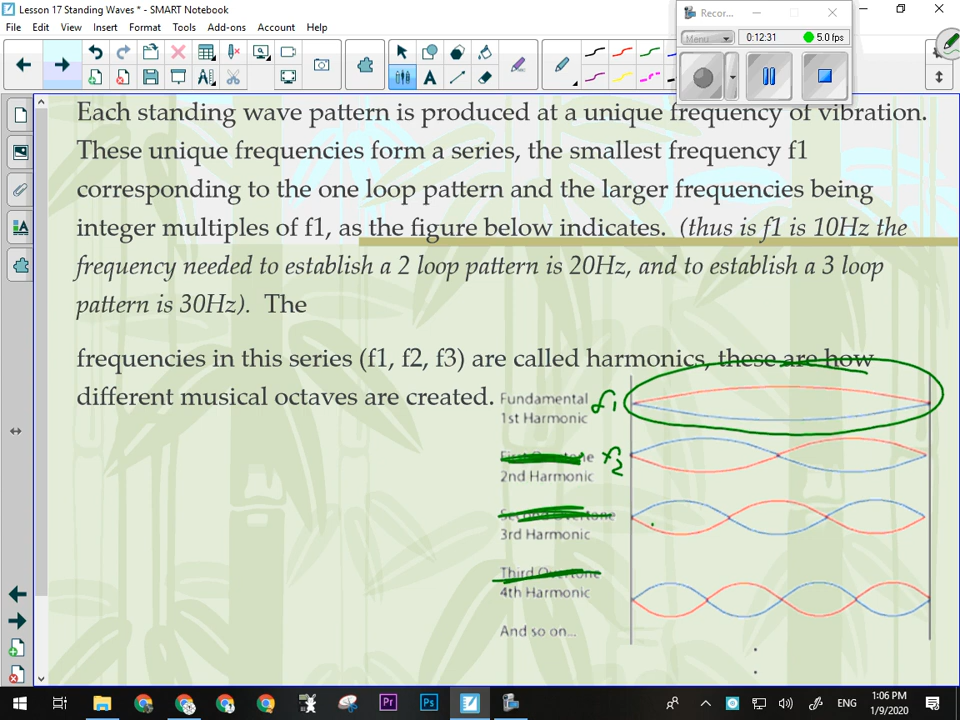 Lesson 17 Standing Waves * - SMART Notebook
Recor...
File Edit View Insert Format Tools Add-ons Account Help
Menu
0:12:31
5.0 fps
Each standing wave pattern is produced at a unique frequency of vibration.
These unique frequencies form a series, the smallest frequency f1
corresponding to the one loop pattern and the larger frequencies being
integer multiples of f1, as the figure below indicates. (thus is f1 is 10Hz the
frequency needed to establish a 2 loop pattern is 20Hz, and to establish a 3 loop
pattern is 30Hz). The
frequencies in this series (f1, f2, f3) are called harmonics, these are how
different musical octaves are created.
Fundamental f1
1st Harmonic
f2
2nd Harmonic
Second Overtone
3rd Harmonic
Third Overtone
4th Harmonic
And so on...
ENG
1:06 PM
1/9/2020